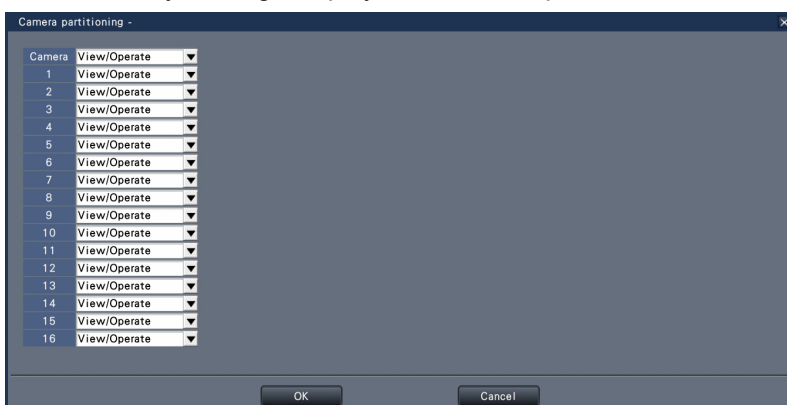 Camera partitioning -
Camera View/Operate
1 View/Operate
2 View/Operate
3 View/Operate
4 View/Operate
5 View/Operate
6 View/Operate
7 View/Operate
8 View/Operate
9 View/Operate
10 View/Operate
11 View/Operate
12 View/Operate
13 View/Operate
14 View/Operate
15 View/Operate
16 View/Operate
OK Cancel